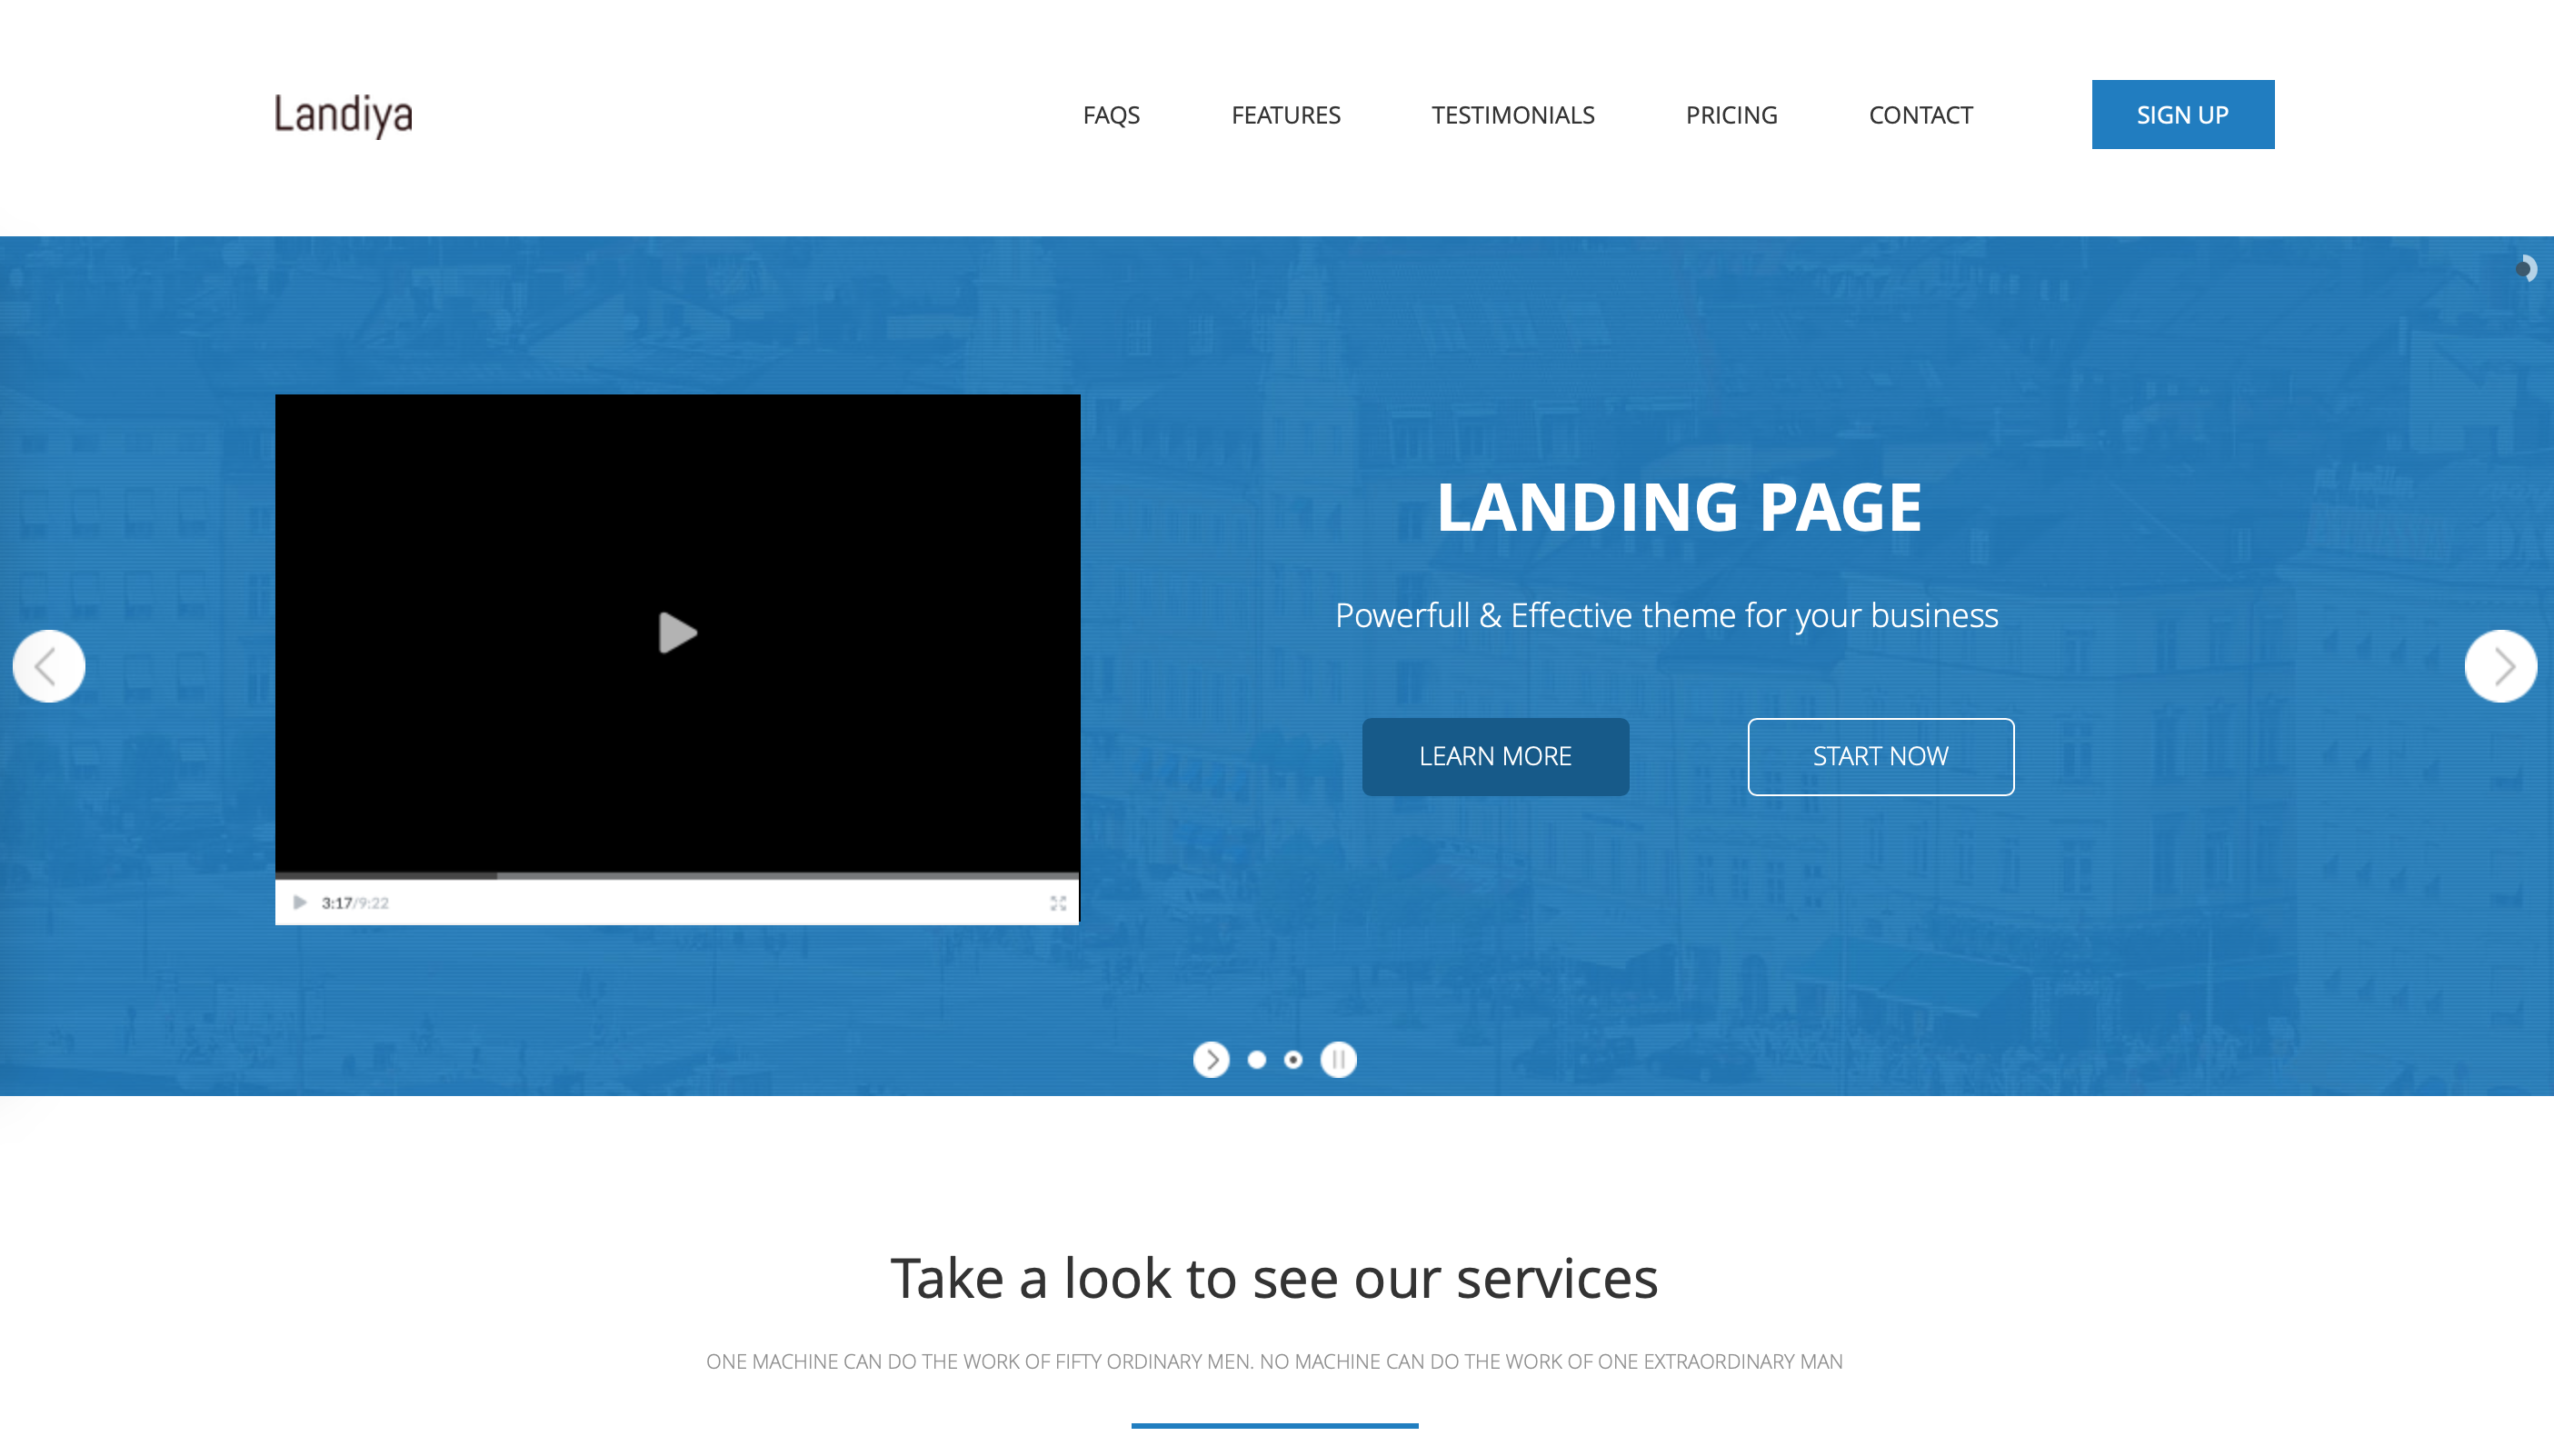 Landiya
FAQS
FEATURES
TESTIMONIALS
PRICING
CONTACT
SIGN UP
LANDING PAGE
Powerfull & Effective theme for your business
LEARN MORE
START NOW
3:17/9:22
Take a look to see our services
ONE MACHINE CAN DO THE WORK OF FIFTY ORDINARY MEN. NO MACHINE CAN DO THE WORK OF ONE EXTRAORDINARY MAN